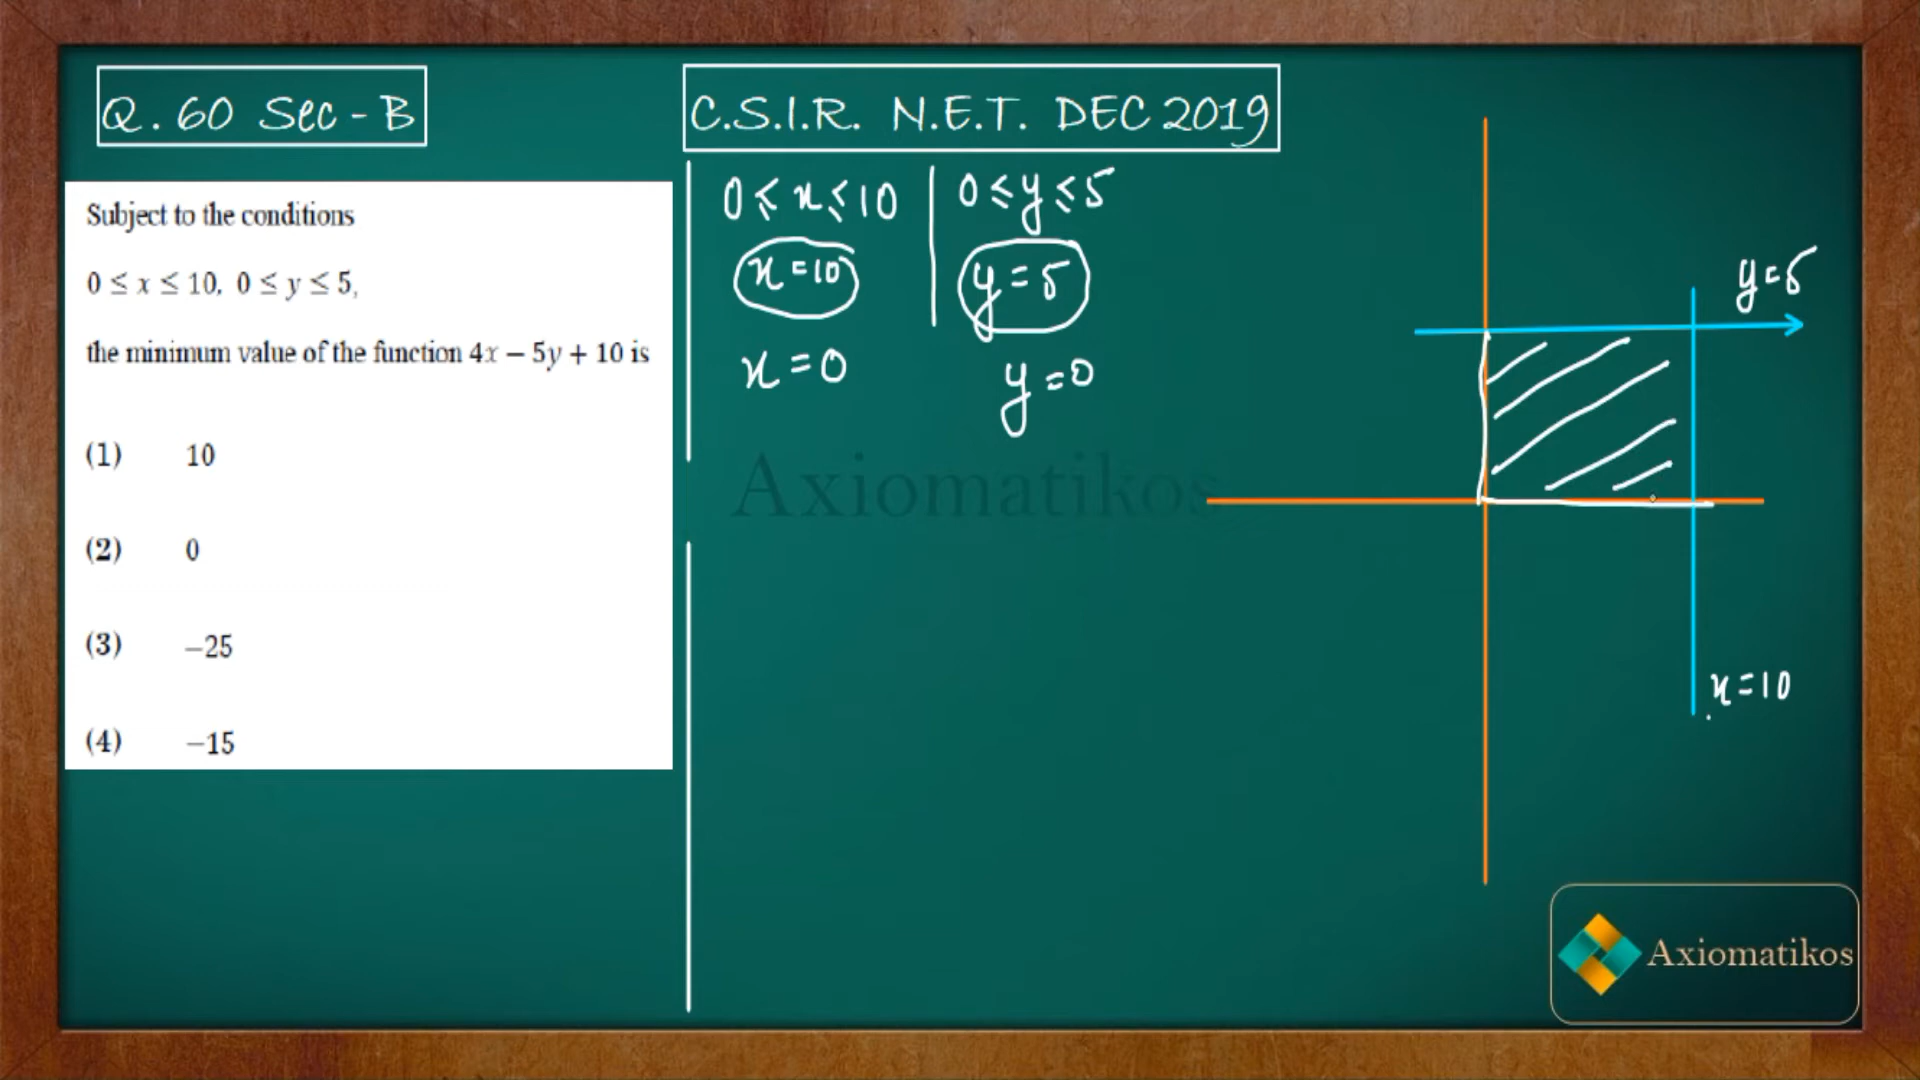 Q. 60 Sec - B
C.S.I.R. N.E.T. DEC 2019
Subject to the conditions
0 ≤ x ≤ 10, 0 ≤ y ≤ 5,
the minimum value of the function 4x − 5y + 10 is
(1) 10
(2) 0
(3) −25
(4) −15
0 ≤ x ≤ 10
x = 10
x = 0
0 ≤ y ≤ 5
y = 5
y = 0
y = 5
x = 10
Axiomatikos
Axiomatikos